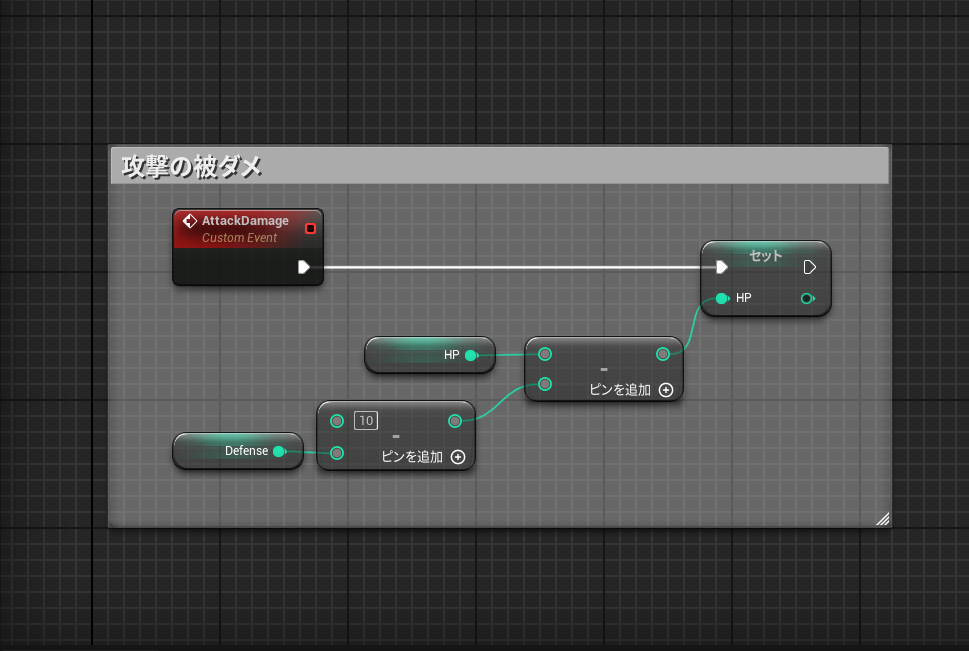 攻撃の被ダメ
AttackDamage
Custom Event
セット
HP
HP
-
ピンを追加
10
-
Defense
ピンを追加